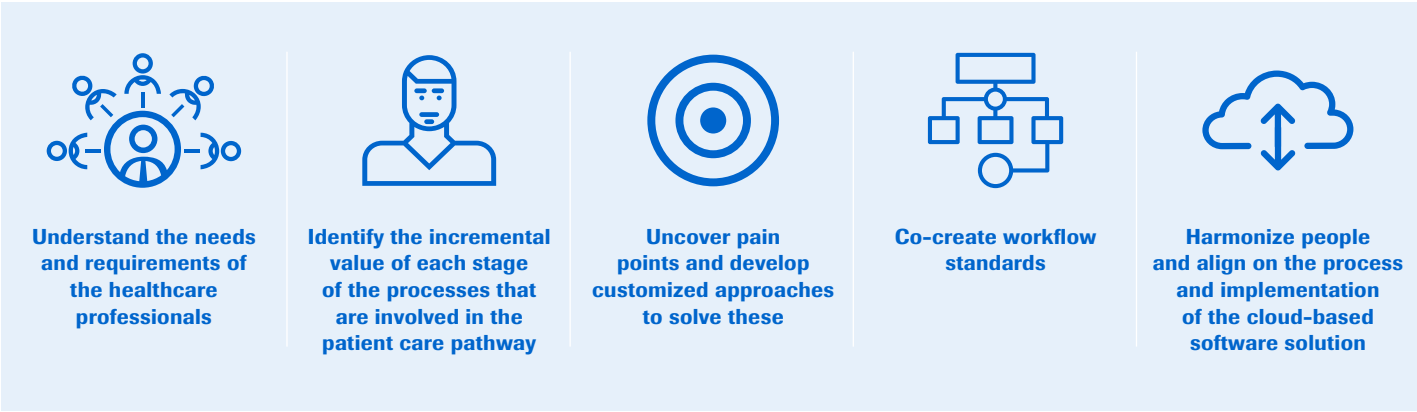 Understand the needs
and requirements of
the healthcare
professionals
Identify the incremental
value of each stage
of the processes that
are involved in the
patient care pathway
Uncover pain
points and develop
customized approaches
to solve these
Co-create workflow
standards
Harmonize people
and align on the process
and implementation
of the cloud-based
software solution